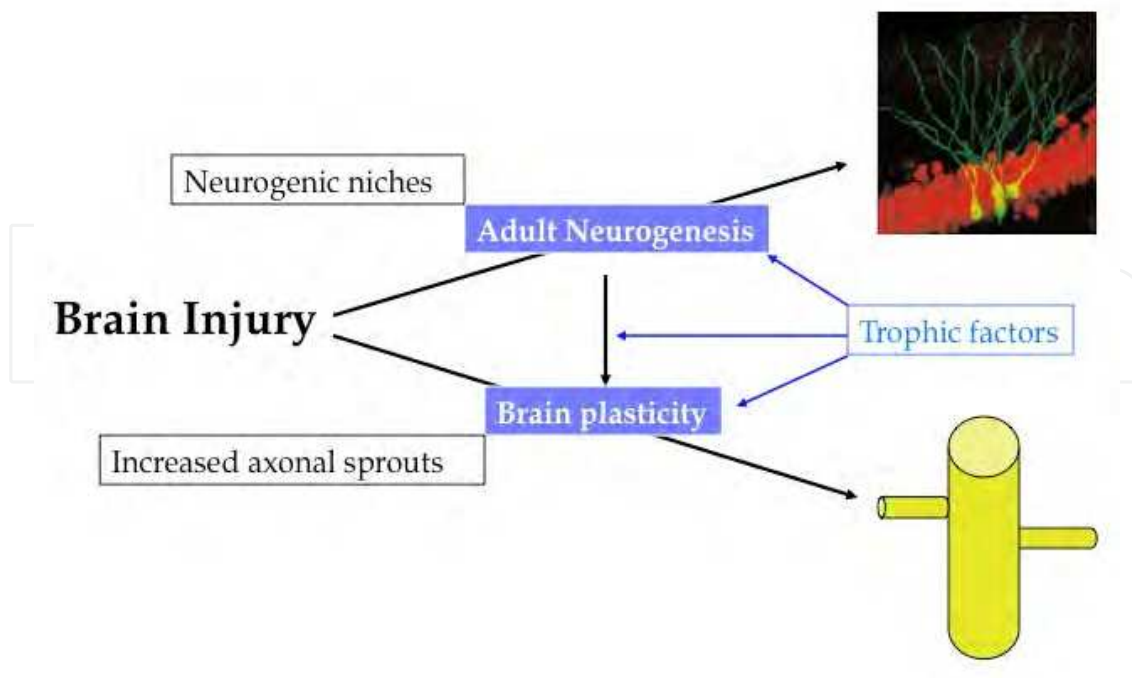 Neurogenic niches
Adult Neurogenesis
Brain Injury
Trophic factors
Brain plasticity
Increased axonal sprouts